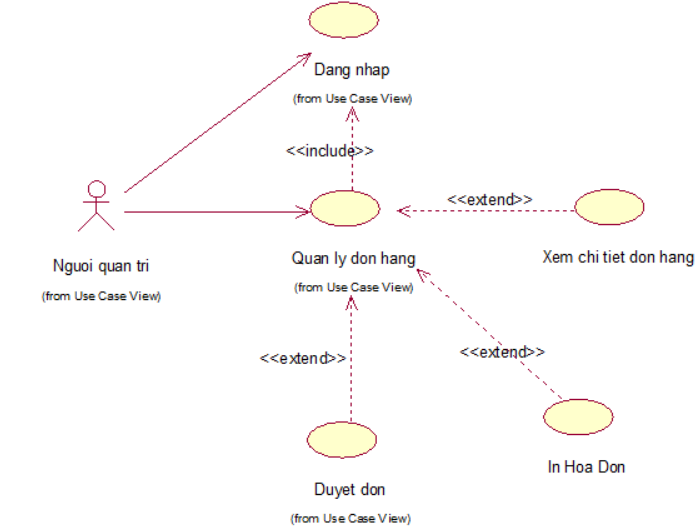 Dang nhap
(from Use Case View)
<<include>>
<<extend>>
Nguoi quan tri
(from Use Case View)
Quan ly don hang
(from Use Case View)
Xem chi tiet don hang
<<extend>>
<<extend>>
In Hoa Don
Duyet don
(from Use Case View)